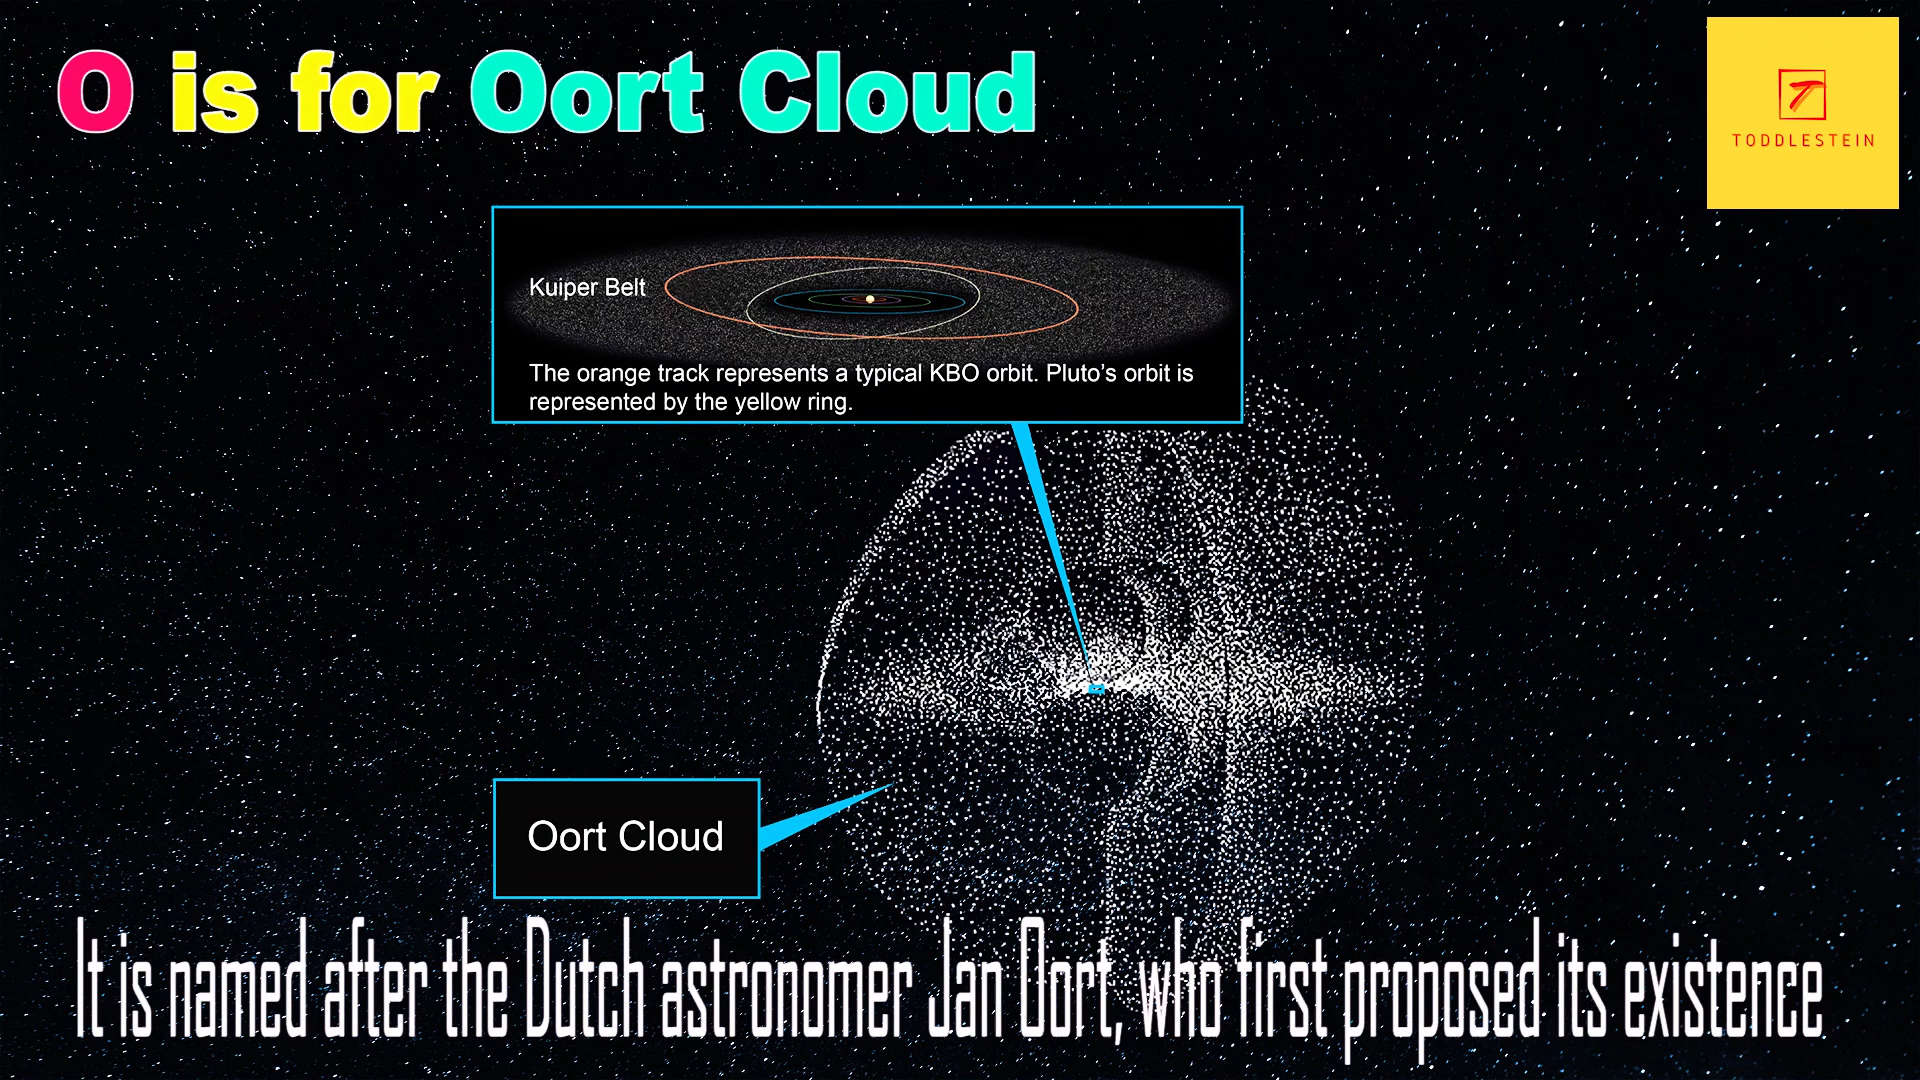 O is for Oort Cloud
TODDLESTEIN
Kuiper Belt
The orange track represents a typical KBO orbit. Pluto’s orbit is
represented by the yellow ring.
Oort Cloud
It is named after the Dutch astronomer Jan Oort, who first proposed its existence